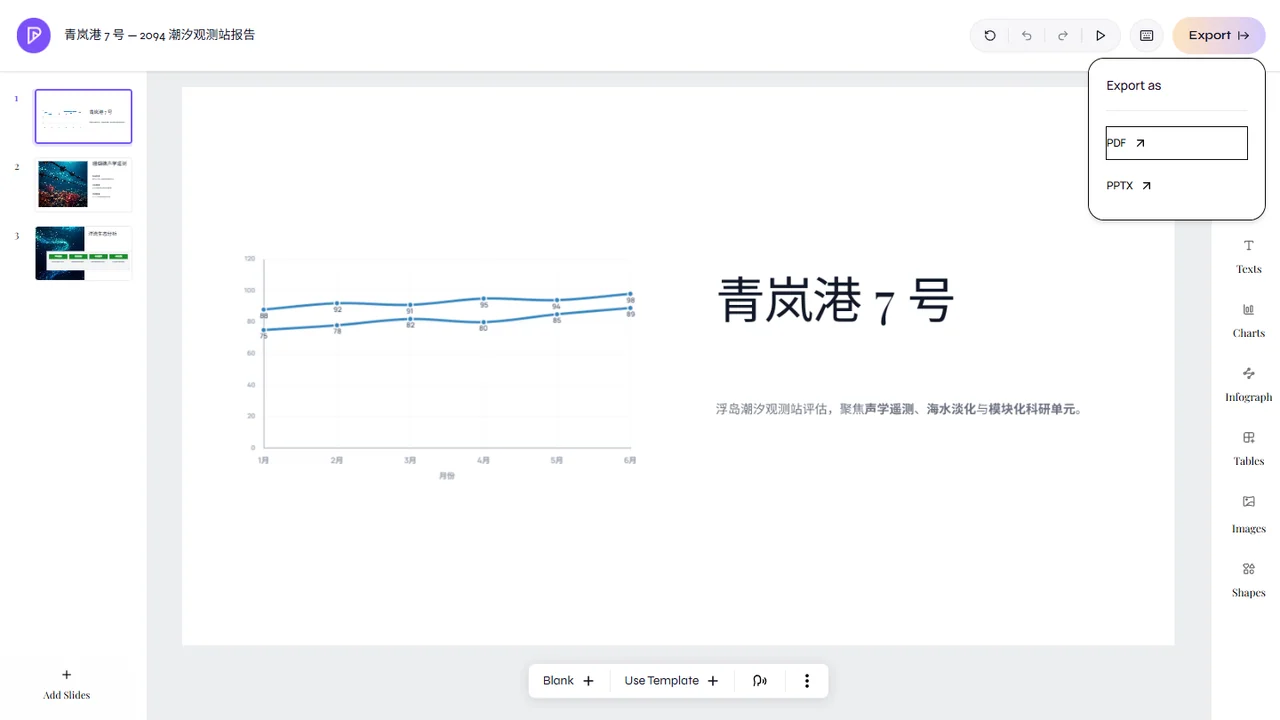 青岚港 7 号 — 2094 潮汐观测站报告
Export
Export as
PDF
PPTX
1
2
3
Add Slides
120
100
80
60
40
20
0
88
92
91
95
94
98
75
78
82
80
85
89
1月
2月
3月
4月
5月
6月
月份
青岚港 7 号
浮岛潮汐观测站评估，聚焦声学遥测、海水淡化与模块化科研单元。
Texts
Charts
Infograph
Tables
Images
Shapes
Blank
Use Template